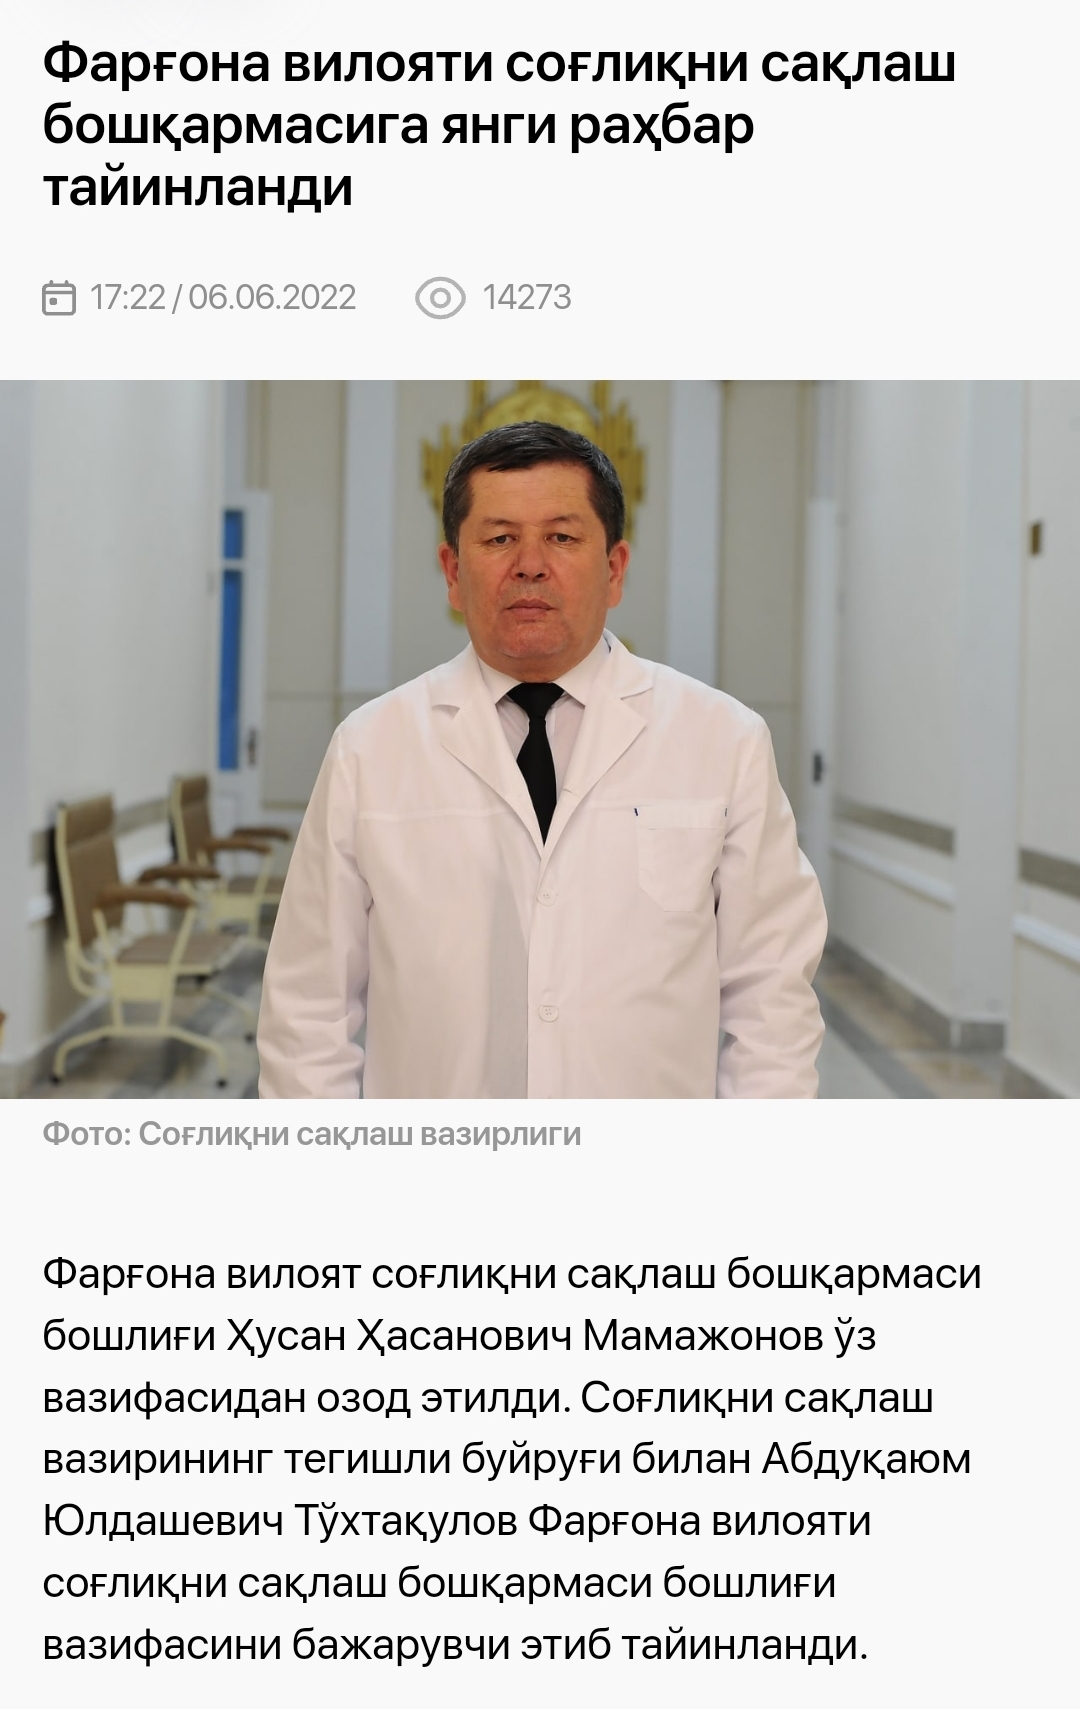 Фарғона вилояти соғлиқни сақлаш
бошқармасига янги раҳбар
тайинланди
17:22 / 06.06.2022 14273
Фото: Соғлиқни сақлаш вазирлиги
Фарғона вилоят соғлиқни сақлаш бошқармаси
бошлиғи Ҳусан Ҳасанович Мамажонов ўз
вазифасидан озод этилди. Соғлиқни сақлаш
вазирининг тегишли буйруғи билан Абдуқаюм
Юлдашевич Тўхтақулов Фарғона вилояти
соғлиқни сақлаш бошқармаси бошлиғи
вазифасини бажарувчи этиб тайинланди.